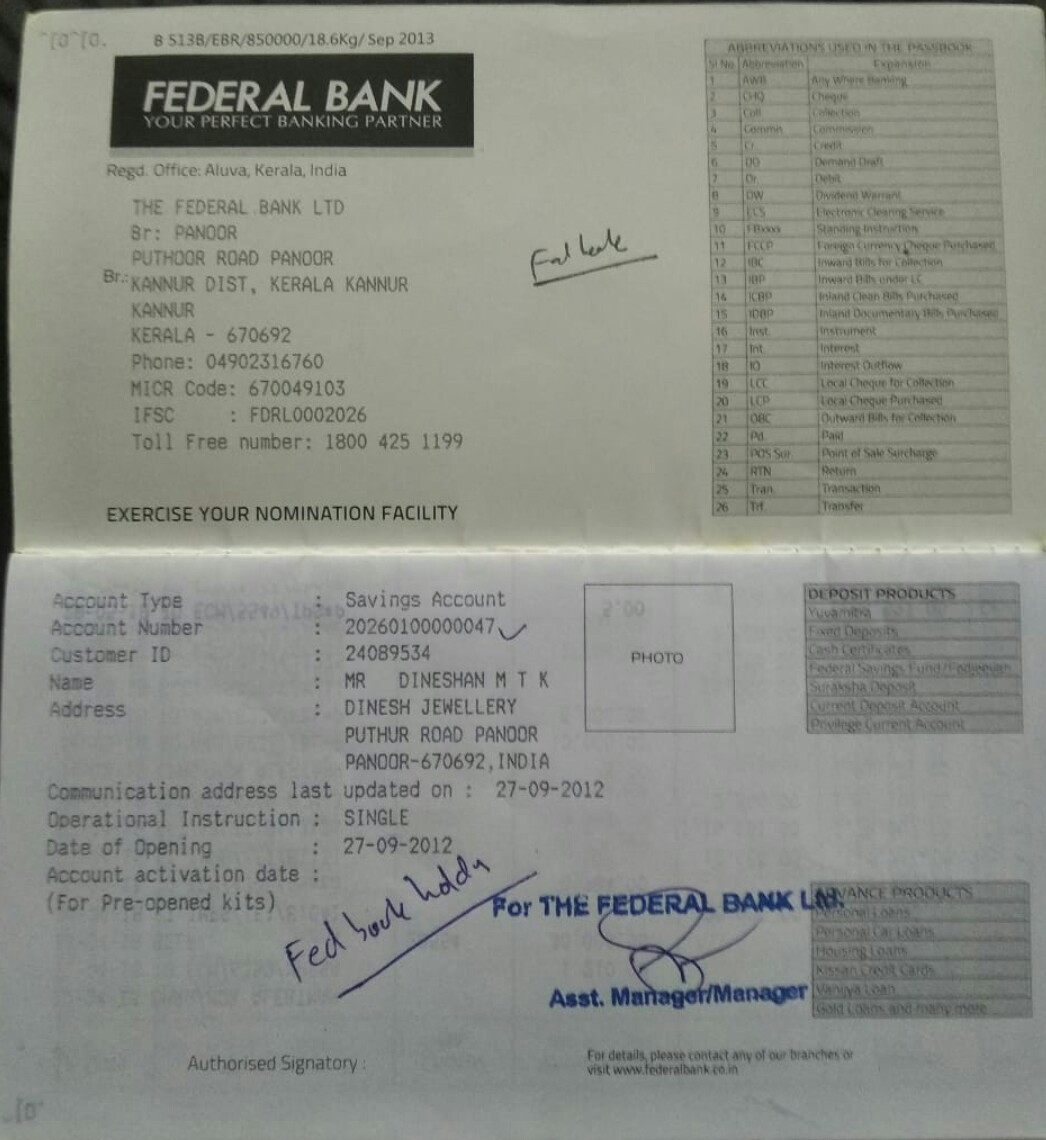 B 513B/EBR/850000/18.6Kg/ Sep 2013
FEDERAL BANK
YOUR PERFECT BANKING PARTNER
Regd. Office: Aluva, Kerala, India
THE FEDERAL BANK LTD
Br: PANOOR
PUTHOOR ROAD PANOOR
Br.: KANNUR DIST, KERALA KANNUR
KANNUR
KERALA - 670692
Phone: 04902316760
MICR Code: 670049103
IFSC : FDRL0002026
Toll Free number: 1800 425 1199
EXERCISE YOUR NOMINATION FACILITY
ABBREVIATIONS USED IN THE PASSBOOK
Sl No Abbreviation Expansion
1 AWB Any Where Banking
2 CHQ Cheque
3 Coll Collection
4 Commn Commission
5 Cr Credit
6 DD Demand Draft
7 Dr Debit
8 DW Dividend Warrant
9 ECS Electronic Clearing Service
10 FBxxxx Standing Instruction
11 FCCP Foreign Currency Cheque Purchased
12 IBC Inward Bills for Collection
13 IBP Inward Bills under LC
14 ICBP Inland Clean Bills Purchased
15 IDBP Inland Documentary Bills Purchased
16 Inst Instrument
17 Int Interest
18 IO Interest Outflow
19 LCC Local Cheque for Collection
20 LCP Local Cheque Purchased
21 OBC Outward Bills for Collection
22 Pd Paid
23 POS Sur Point of Sale Surcharge
24 RTN Return
25 Tran Transaction
26 Trf Transfer
Account Type : Savings Account
Account Number : 20260100000047
Customer ID : 24089534
Name : MR DINESHAN M T K
Address : DINESH JEWELLERY
PUTHUR ROAD PANOOR
PANOOR-670692,INDIA
Communication address last updated on : 27-09-2012
Operational Instruction : SINGLE
Date of Opening : 27-09-2012
Account activation date :
(For Pre-opened kits)
PHOTO
DEPOSIT PRODUCTS
Yuvamitra
Fixed Deposits
Cash Certificates
Federal Savings Fund/Fedjeevan
Suraksha Deposit
Current Deposit Account
Privilege Current Account
Fed book
For THE FEDERAL BANK Ltd.
Asst. Manager/Manager
ADVANCE PRODUCTS
Personal Loans
Personal Car Loans
Housing Loans
Kissan Credit Cards
Vanijya Loan
Gold Loans and many more
Authorised Signatory :
For details, please contact any of our branches or
visit www.federalbank.co.in